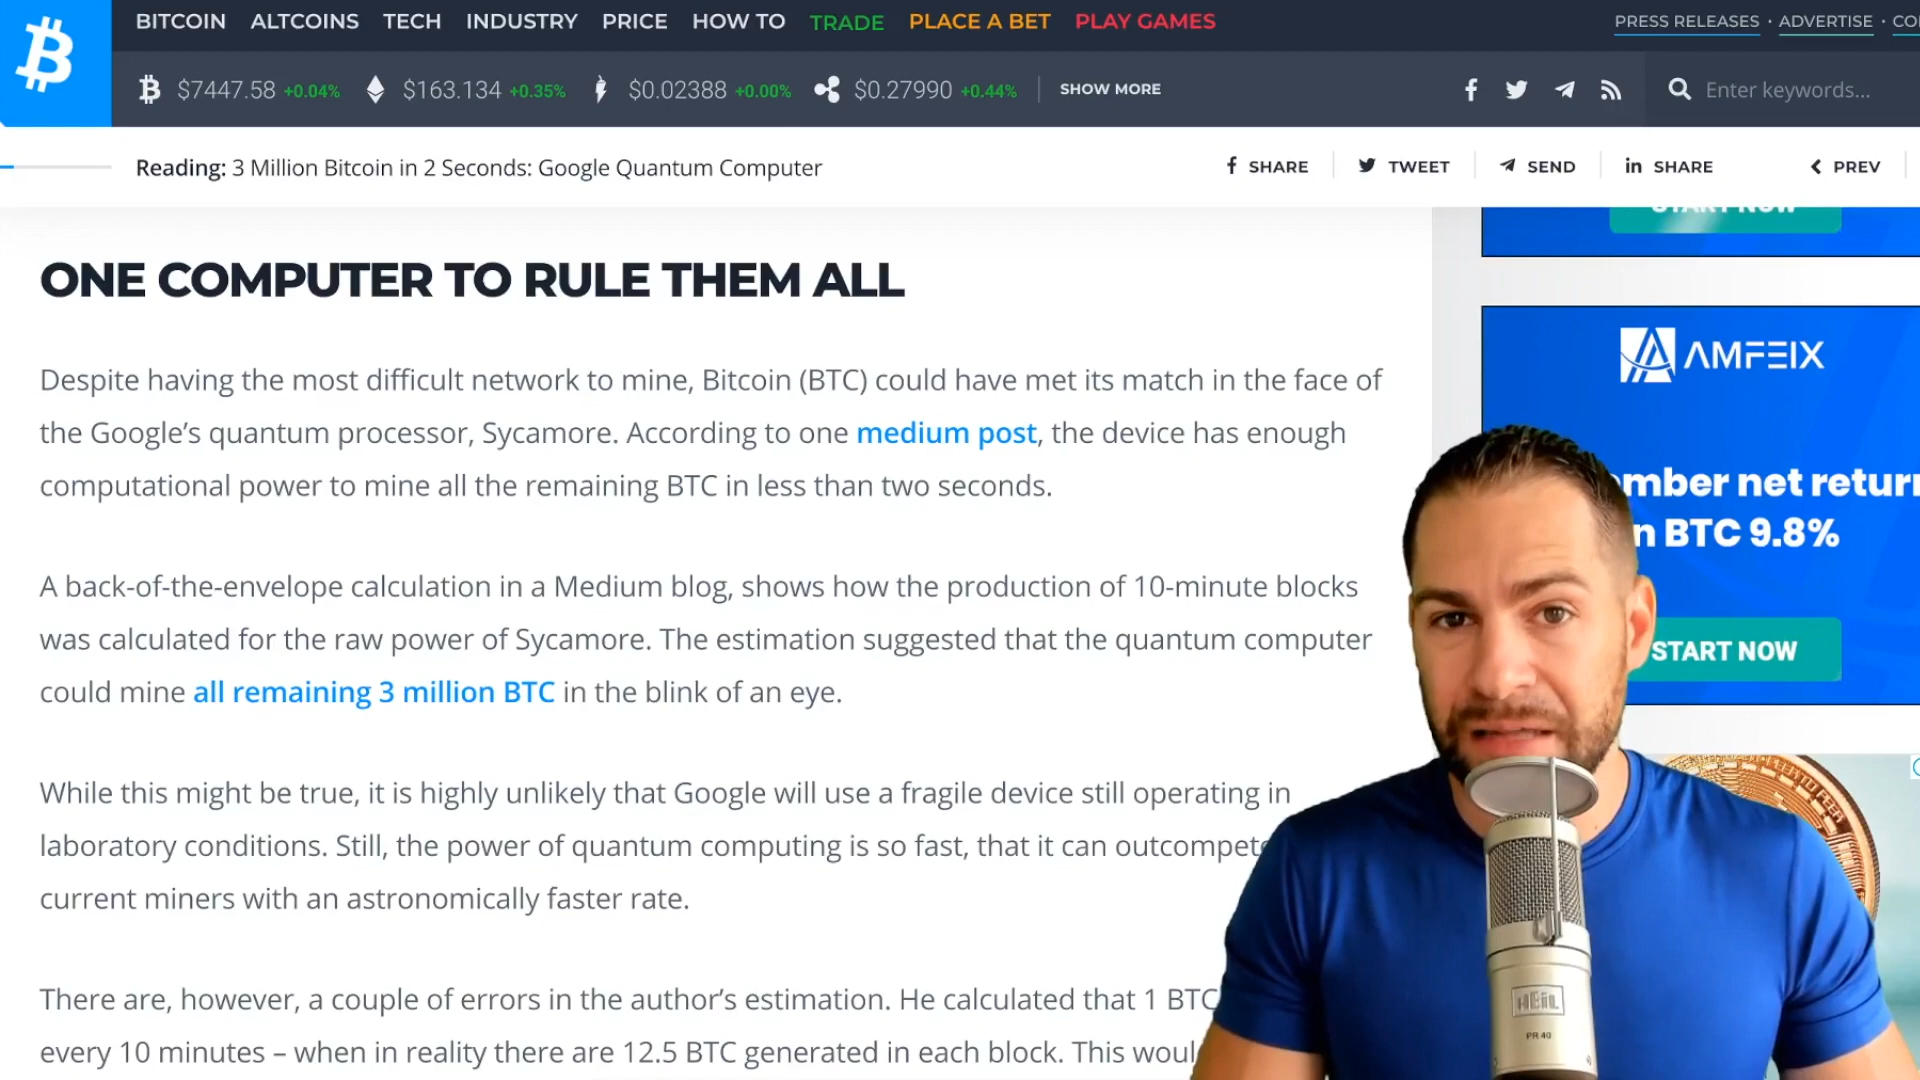 BITCOIN ALTCOINS TECH INDUSTRY PRICE HOW TO TRADE PLACE A BET PLAY GAMES PRESS RELEASES · ADVERTISE ·
$7447.58 +0.04% $163.134 +0.35% $0.02388 +0.00% $0.27990 +0.44% SHOW MORE Enter keywords...
Reading: 3 Million Bitcoin in 2 Seconds: Google Quantum Computer SHARE TWEET SEND SHARE PREV
START NOW
ONE COMPUTER TO RULE THEM ALL
Despite having the most difficult network to mine, Bitcoin (BTC) could have met its match in the face of
the Google’s quantum processor, Sycamore. According to one medium post, the device has enough
computational power to mine all the remaining BTC in less than two seconds.
A back-of-the-envelope calculation in a Medium blog, shows how the production of 10-minute blocks
was calculated for the raw power of Sycamore. The estimation suggested that the quantum computer
could mine all remaining 3 million BTC in the blink of an eye.
While this might be true, it is highly unlikely that Google will use a fragile device still operating in
laboratory conditions. Still, the power of quantum computing is so fast, that it can outcompete
current miners with an astronomically faster rate.
There are, however, a couple of errors in the author’s estimation. He calculated that 1 BTC
every 10 minutes – when in reality there are 12.5 BTC generated in each block. This would
AMFEIX
net return
BTC 9.8%
START NOW
HEiL
PR 40